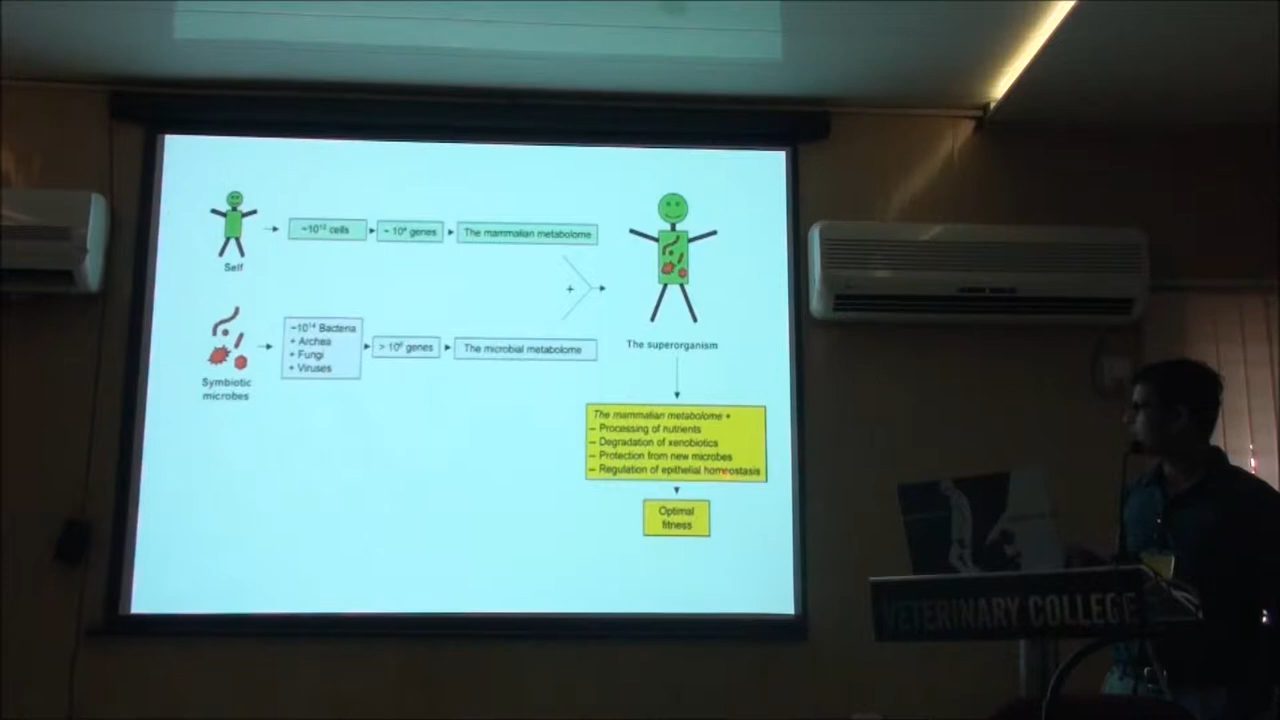 ~10¹³ cells
~ 10⁴ genes
The mammalian metabolome
Self
+
~10¹⁴ Bacteria
+ Archea
+ Fungi
+ Viruses
> 10⁶ genes
The microbial metabolome
The superorganism
Symbiotic
microbes
The mammalian metabolome +
– Processing of nutrients
– Degradation of xenobiotics
– Protection from new microbes
– Regulation of epithelial homeostasis
Optimal
fitness
VETERINARY COLLEGE